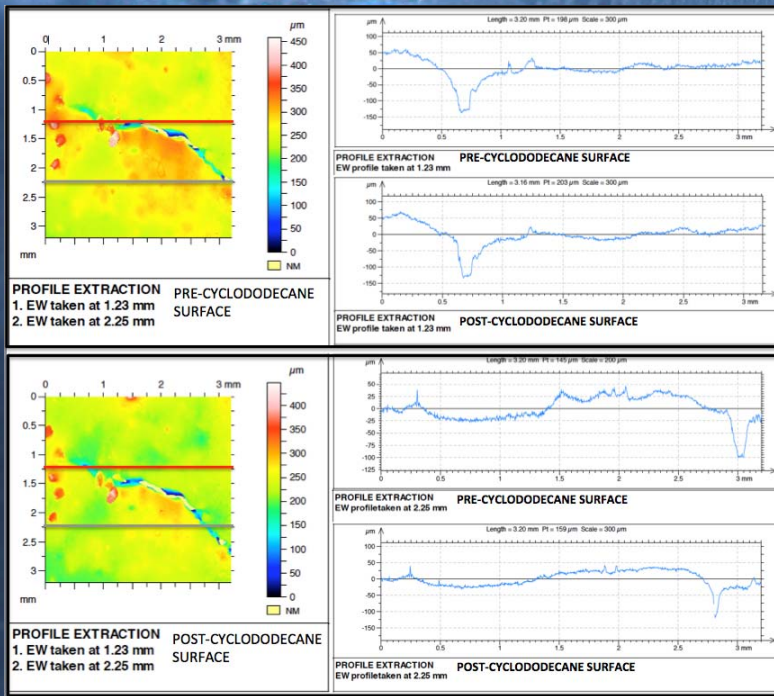 0 1 2 3 mm
µm
0
0.5
1
1.5
2
2.5
3
mm
450
400
350
300
250
200
150
100
50
0
NM
PROFILE EXTRACTION PRE-CYCLODODECANE
1. EW taken at 1.23 mm SURFACE
2. EW taken at 2.25 mm
µm Length = 3.20 mm Pt = 198 µm Scale = 300 µm
100
50
0
-50
-100
-150
0 0.5 1 1.5 2 2.5 3 mm
PROFILE EXTRACTION PRE-CYCLODODECANE SURFACE
EW profile taken at 1.23 mm
µm Length = 3.16 mm Pt = 203 µm Scale = 300 µm
100
50
0
-50
-100
-150
0 0.5 1 1.5 2 2.5 3 mm
PROFILE EXTRACTION
EW profile taken at 1.23 mm POST-CYCLODODECANE SURFACE
0 1 2 3 mm
µm
0
0.5
1
1.5
2
2.5
3
mm
400
350
300
250
200
150
100
50
0
NM
PROFILE EXTRACTION POST-CYCLODODECANE
1. EW taken at 1.23 mm SURFACE
2. EW taken at 2.25 mm
µm Length = 3.20 mm Pt = 145 µm Scale = 200 µm
50
25
0
-25
-50
-75
-100
-125
0 0.5 1 1.5 2 2.5 3 mm
PROFILE EXTRACTION PRE-CYCLODODECANE SURFACE
EW profiletaken at 2.25 mm
µm Length = 3.20 mm Pt = 159 µm Scale = 300 µm
100
50
0
-50
-100
-150
0 0.5 1 1.5 2 2.5 3 mm
PROFILE EXTRACTION POST-CYCLODODECANE SURFACE
EW profiletaken at 2.25 mm